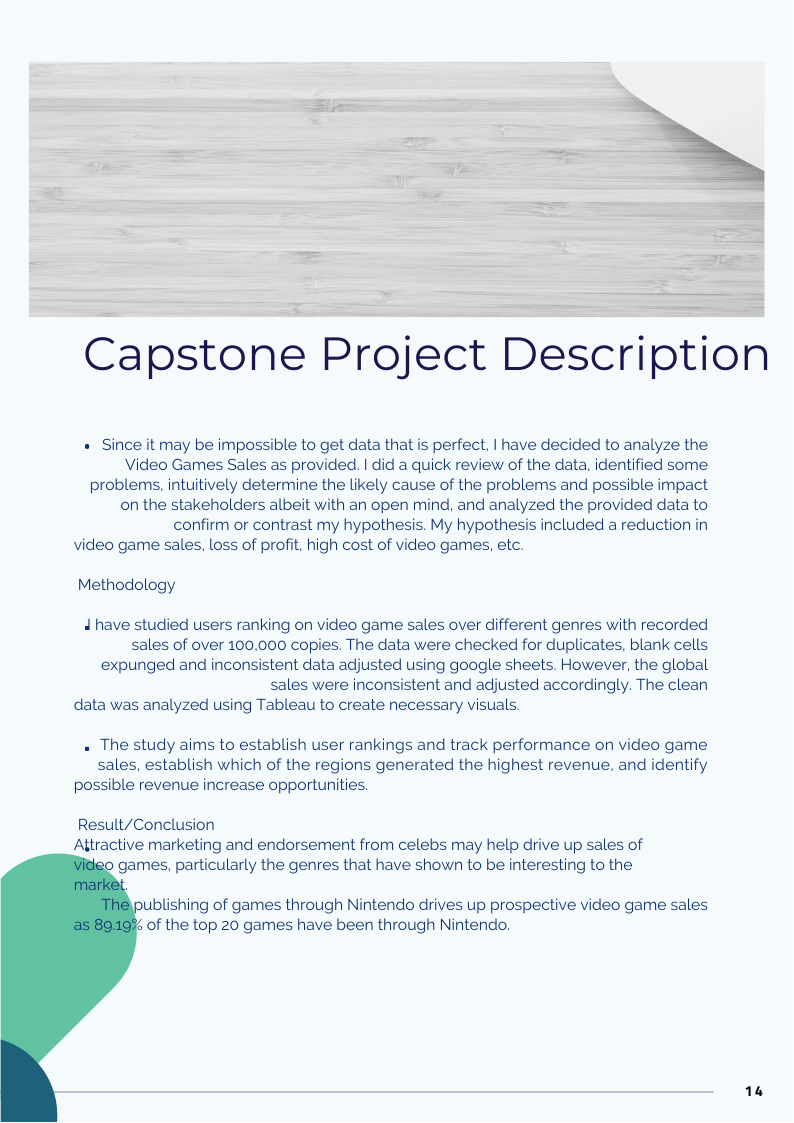 Capstone Project Description
• Since it may be impossible to get data that is perfect, I have decided to analyze the
Video Games Sales as provided. I did a quick review of the data, identified some
problems, intuitively determine the likely cause of the problems and possible impact
on the stakeholders albeit with an open mind, and analyzed the provided data to
confirm or contrast my hypothesis. My hypothesis included a reduction in
video game sales, loss of profit, high cost of video games, etc.
Methodology
• I have studied users ranking on video game sales over different genres with recorded
sales of over 100,000 copies. The data were checked for duplicates, blank cells
expunged and inconsistent data adjusted using google sheets. However, the global
sales were inconsistent and adjusted accordingly. The clean
data was analyzed using Tableau to create necessary visuals.
• The study aims to establish user rankings and track performance on video game
sales, establish which of the regions generated the highest revenue, and identify
possible revenue increase opportunities.
Result/Conclusion
• Attractive marketing and endorsement from celebs may help drive up sales of
video games, particularly the genres that have shown to be interesting to the
market.
The publishing of games through Nintendo drives up prospective video game sales
as 89.19% of the top 20 games have been through Nintendo.
14